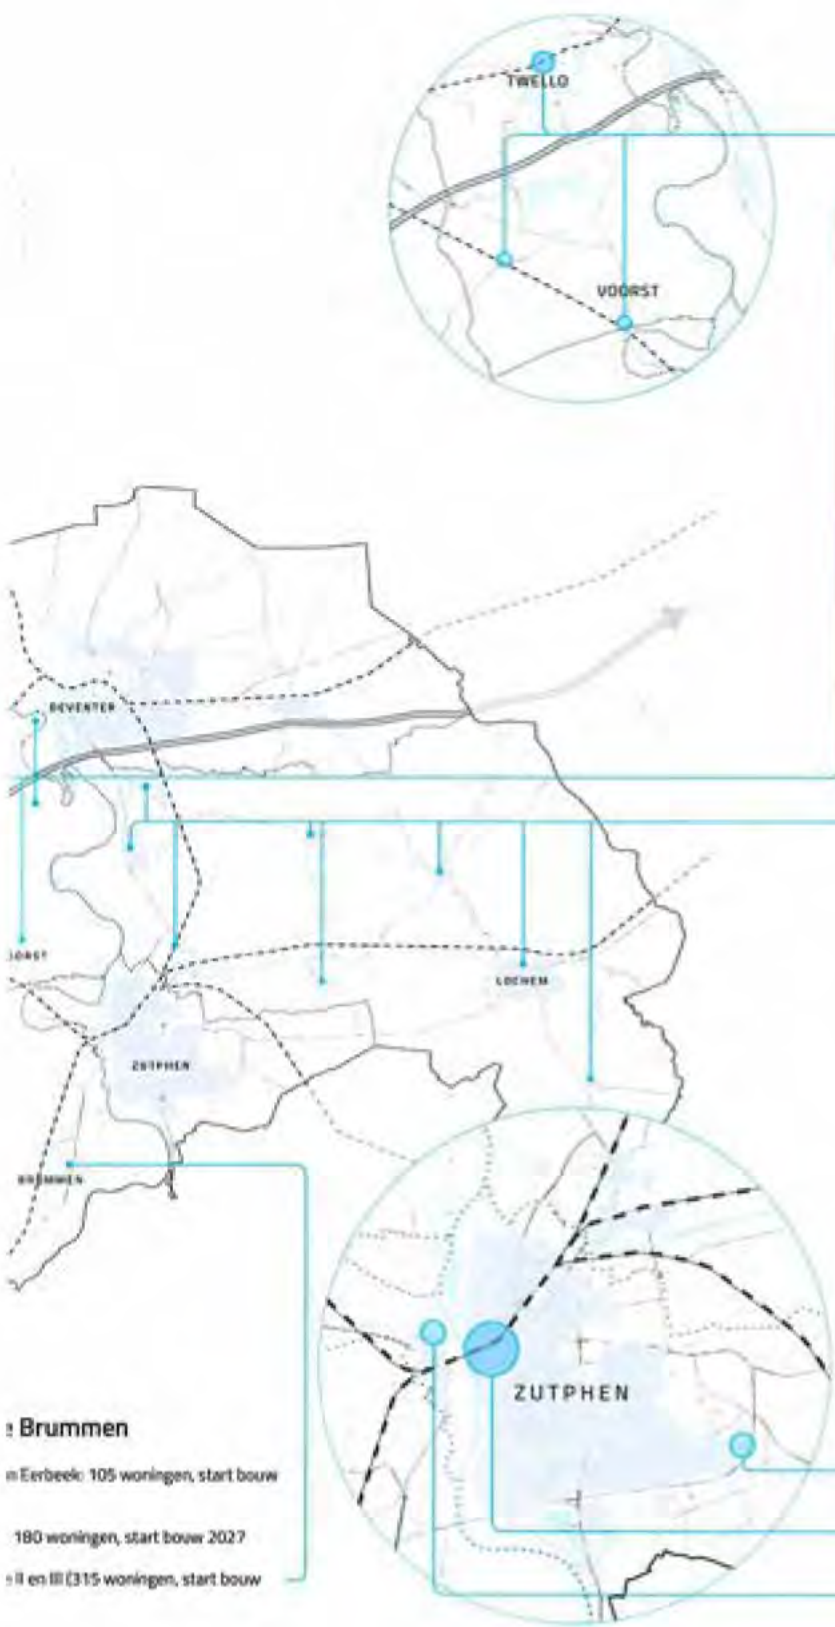 TWELLO
VOORST
DEVENTER
ORST
LOCHEM
ZUTPHEN
BRUMMEN
ZUTPHEN
e Brummen
n Eerbeek: 105 woningen, start bouw
180 woningen, start bouw 2027
e II en III (315 woningen, start bouw